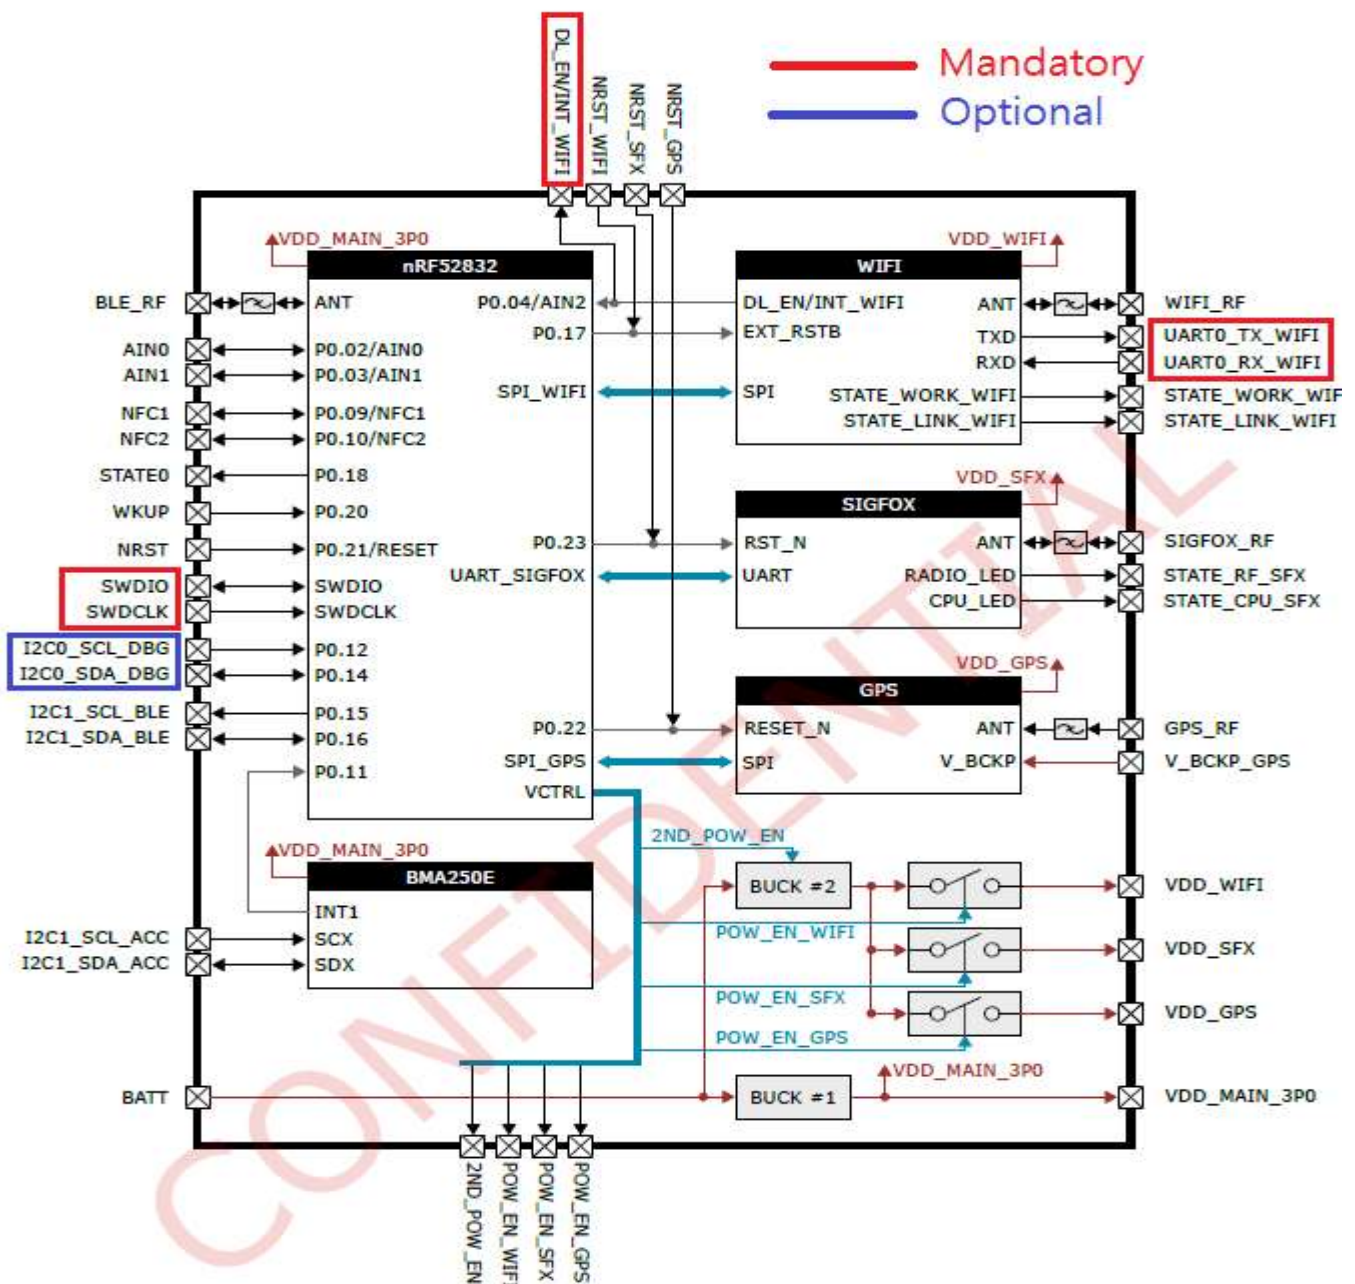 DL_EN/INT_WIFI
NRST_WIFI
NRST_SFX
NRST_GPS
Mandatory
Optional
VDD_MAIN_3P0
nRF52832
BLE_RF
ANT
P0.04/AIN2
P0.17
AIN0
P0.02/AIN0
AIN1
P0.03/AIN1
SPI_WIFI
NFC1
P0.09/NFC1
NFC2
P0.10/NFC2
STATE0
P0.18
WKUP
P0.20
NRST
P0.21/RESET
P0.23
SWDIO
SWDIO
UART_SIGFOX
SWDCLK
SWDCLK
I2C0_SCL_DBG
P0.12
I2C0_SDA_DBG
P0.14
I2C1_SCL_BLE
P0.15
I2C1_SDA_BLE
P0.16
P0.22
P0.11
SPI_GPS
VCTRL
VDD_WIFI
WIFI
DL_EN/INT_WIFI
ANT
WIFI_RF
EXT_RSTB
TXD
UART0_TX_WIFI
RXD
UART0_RX_WIFI
SPI
STATE_WORK_WIFI
STATE_WORK_WIF
STATE_LINK_WIFI
STATE_LINK_WIFI
VDD_SFX
SIGFOX
RST_N
ANT
SIGFOX_RF
UART
RADIO_LED
STATE_RF_SFX
CPU_LED
STATE_CPU_SFX
VDD_GPS
GPS
RESET_N
ANT
GPS_RF
SPI
V_BCKP
V_BCKP_GPS
VDD_MAIN_3P0
BMA250E
INT1
I2C1_SCL_ACC
SCX
I2C1_SDA_ACC
SDX
2ND_POW_EN
BUCK #2
VDD_WIFI
POW_EN_WIFI
VDD_SFX
POW_EN_SFX
VDD_GPS
POW_EN_GPS
BATT
BUCK #1
VDD_MAIN_3P0
VDD_MAIN_3P0
2ND_POW_EN
POW_EN_WIFI
POW_EN_SFX
POW_EN_GPS
CONFIDENTIAL